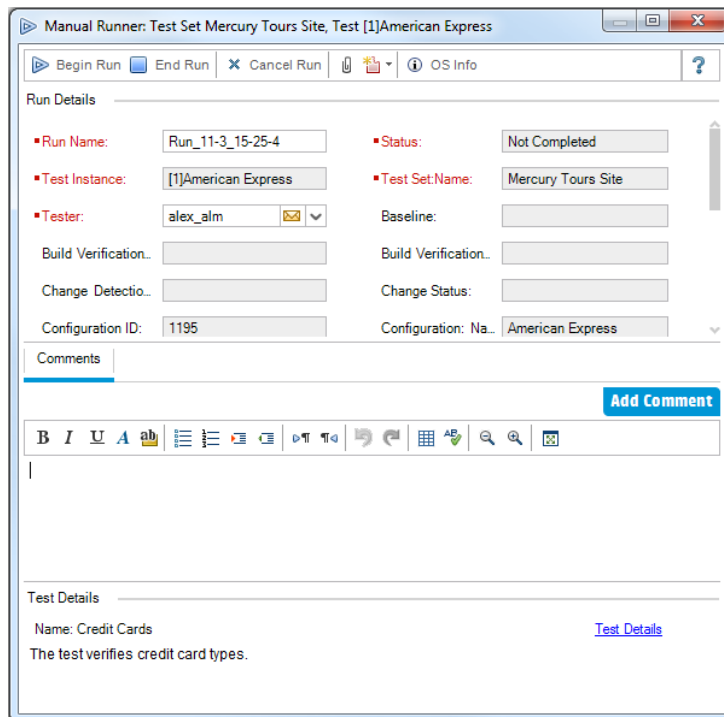 Manual Runner: Test Set Mercury Tours Site, Test [1]American Express
Begin Run End Run Cancel Run OS Info ?
Run Details
Run Name: Run_11-3_15-25-4 Status: Not Completed
Test Instance: [1]American Express Test Set:Name: Mercury Tours Site
Tester: alex_alm Baseline:
Build Verification... Build Verification...
Change Detectio... Change Status:
Configuration ID: 1195 Configuration: Na... American Express
Comments
Add Comment
B I U A ab
Test Details
Name: Credit Cards Test Details
The test verifies credit card types.